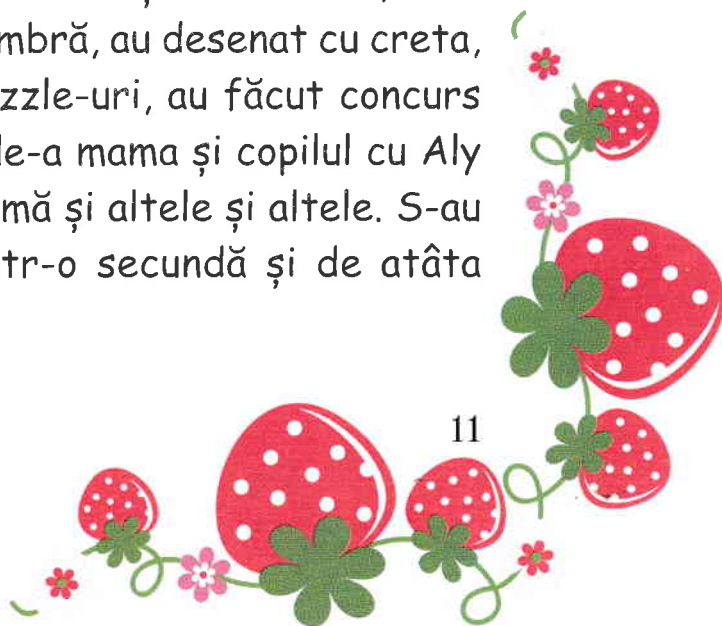 mbră, au desenat cu creta,
zzle-uri, au făcut concurs
le-a mama și copilul cu Aly
mă și altele și altele. S-au
tr-o secundă și de atâta
11